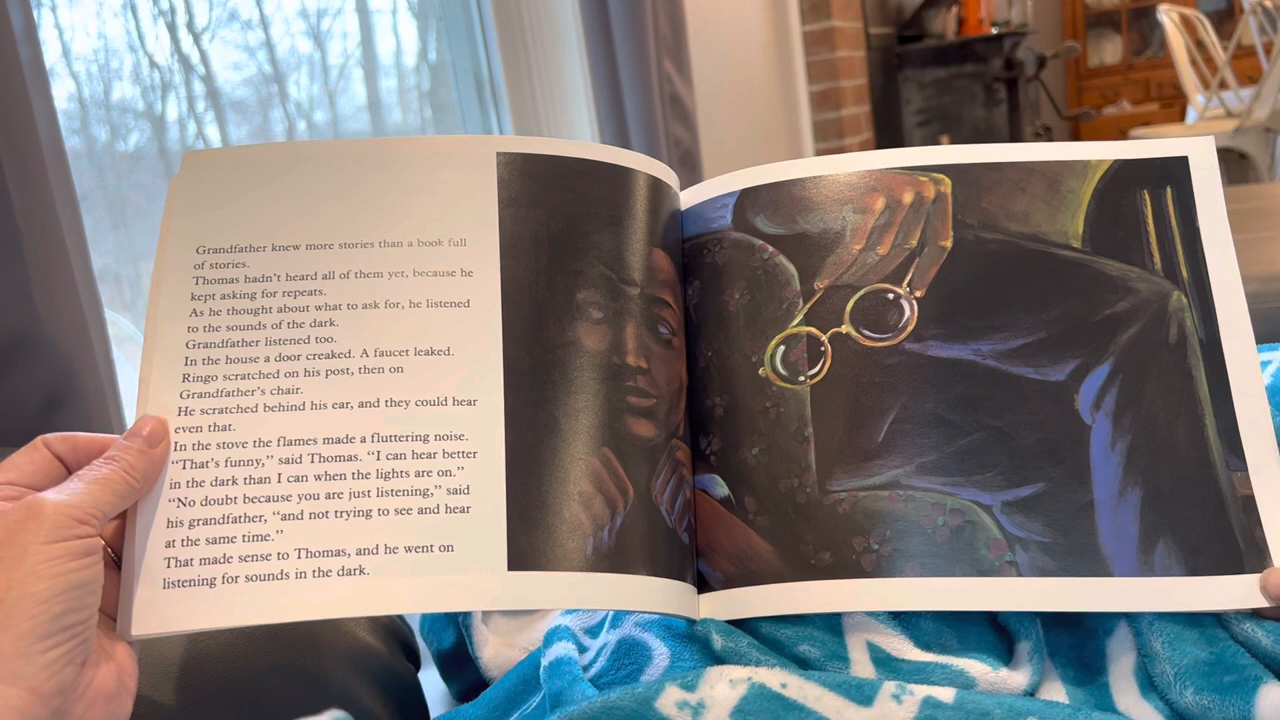 Grandfather knew more stories than a book full
of stories.
Thomas hadn't heard all of them yet, because he
kept asking for repeats.
As he thought about what to ask for, he listened
to the sounds of the dark.
Grandfather listened too.
In the house a door creaked. A faucet leaked.
Ringo scratched on his post, then on
Grandfather's chair.
He scratched behind his ear, and they could hear
even that.
In the stove the flames made a fluttering noise.
“That's funny,” said Thomas. “I can hear better
in the dark than I can when the lights are on.”
“No doubt because you are just listening,” said
his grandfather, “and not trying to see and hear
at the same time.”
That made sense to Thomas, and he went on
listening for sounds in the dark.